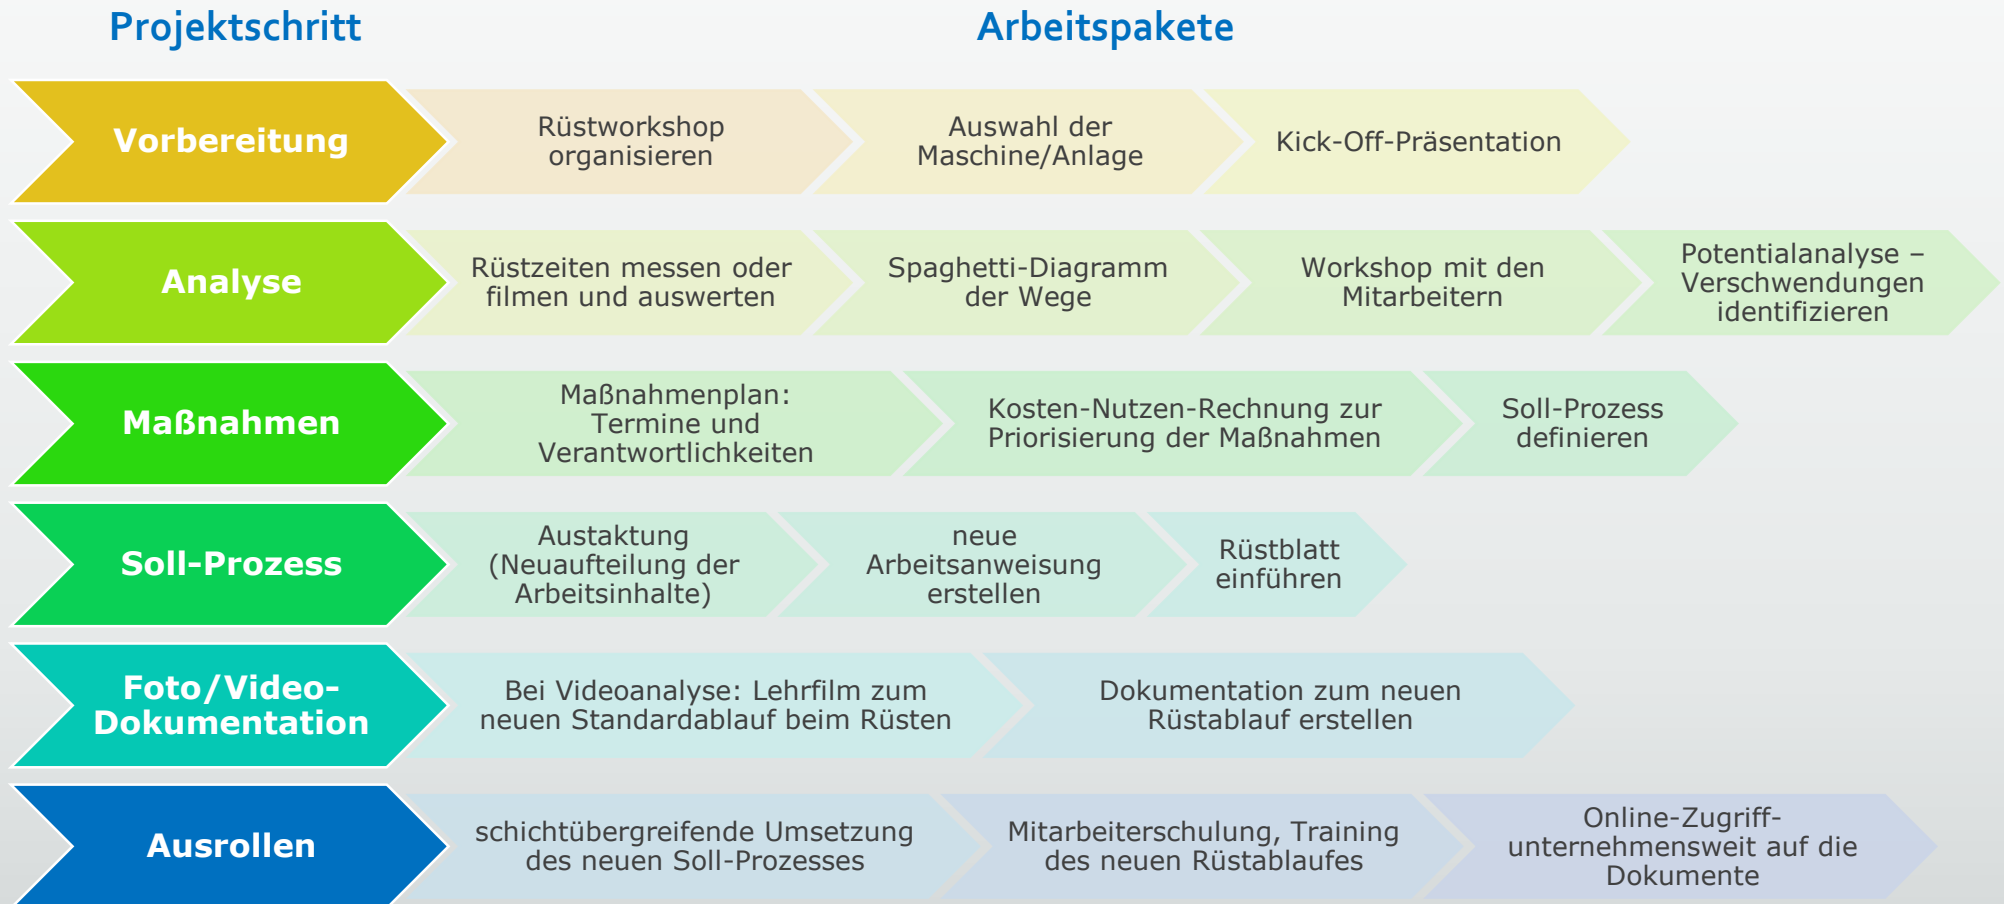 Projektschritt
Arbeitspakete
Vorbereitung
Rüstworkshop
organisieren
Auswahl der
Maschine/Anlage
Kick-Off-Präsentation
Analyse
Rüstzeiten messen oder
filmen und auswerten
Spaghetti-Diagramm
der Wege
Workshop mit den
Mitarbeitern
Potentialanalyse –
Verschwendungen
identifizieren
Maßnahmen
Maßnahmenplan:
Termine und
Verantwortlichkeiten
Kosten-Nutzen-Rechnung zur
Priorisierung der Maßnahmen
Soll-Prozess
definieren
Soll-Prozess
Austaktung
(Neuaufteilung der
Arbeitsinhalte)
neue
Arbeitsanweisung
erstellen
Rüstblatt
einführen
Foto/Video-
Dokumentation
Bei Videoanalyse: Lehrfilm zum
neuen Standardablauf beim Rüsten
Dokumentation zum neuen
Rüstablauf erstellen
Ausrollen
schichtübergreifende Umsetzung
des neuen Soll-Prozesses
Mitarbeiterschulung, Training
des neuen Rüstablaufes
Online-Zugriff-
unternehmensweit auf die
Dokumente